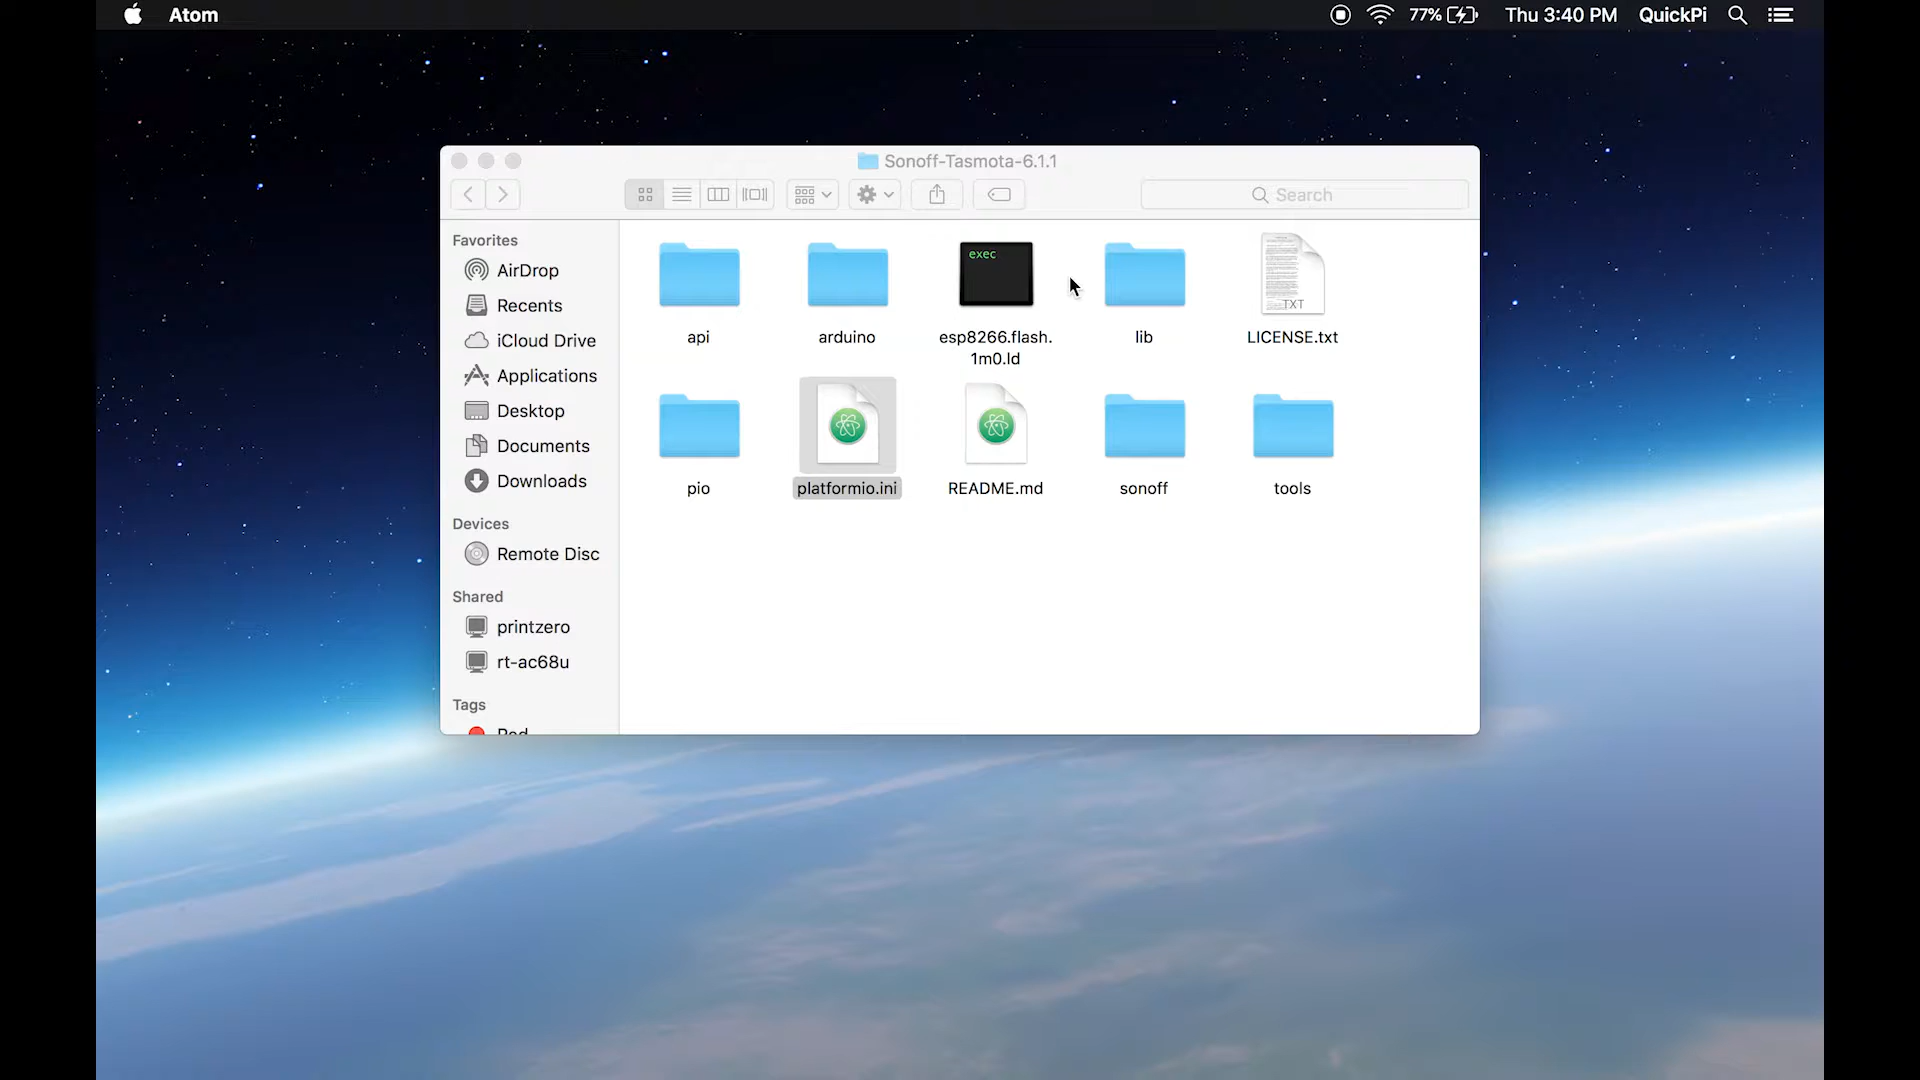 Atom
77%
Thu 3:40 PM
QuickPi
Sonoff-Tasmota-6.1.1
Search
Favorites
AirDrop
Recents
iCloud Drive
Applications
Desktop
Documents
Downloads
Devices
Remote Disc
Shared
printzero
rt-ac68u
Tags
Red
exec
TXT
api
arduino
esp8266.flash.
1m0.ld
lib
LICENSE.txt
pio
platformio.ini
README.md
sonoff
tools